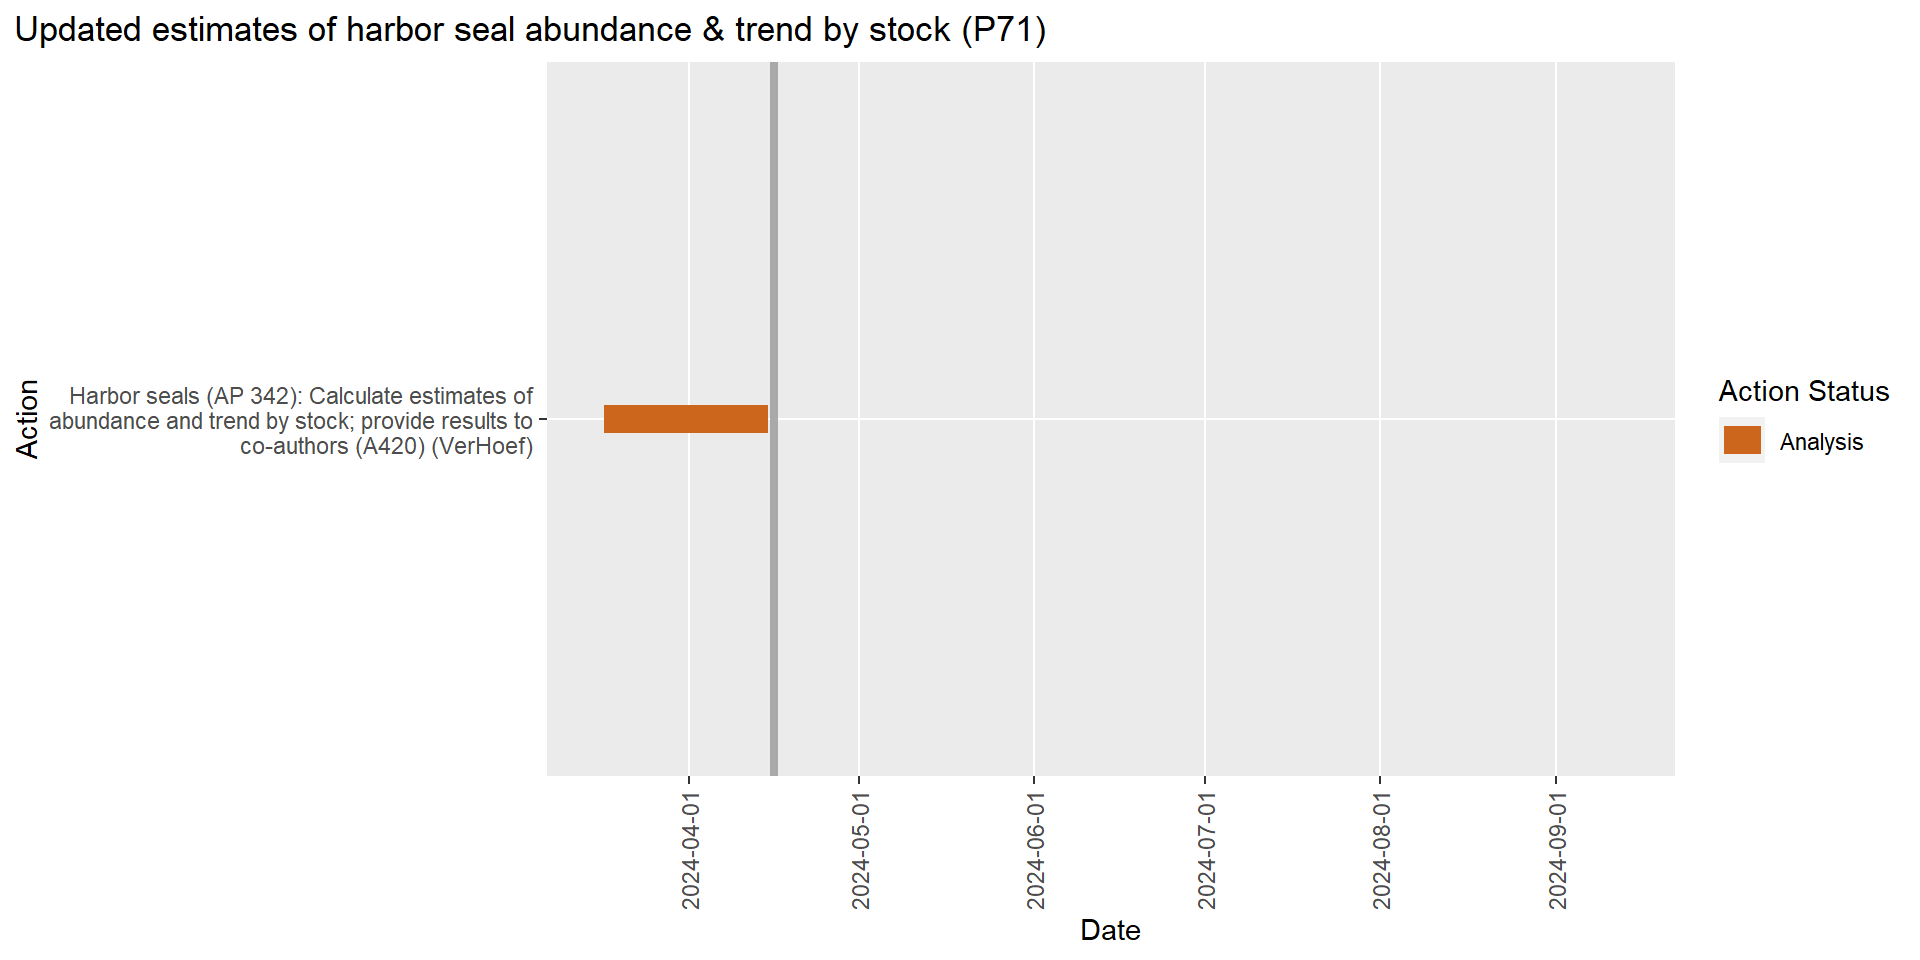 Updated estimates of harbor seal abundance & trend by stock (P71)
Action
Harbor seals (AP 342): Calculate estimates of
abundance and trend by stock; provide results to
co-authors (A420) (VerHoef)
Action Status
Analysis
2024-04-01
2024-05-01
2024-06-01
2024-07-01
2024-08-01
2024-09-01
Date